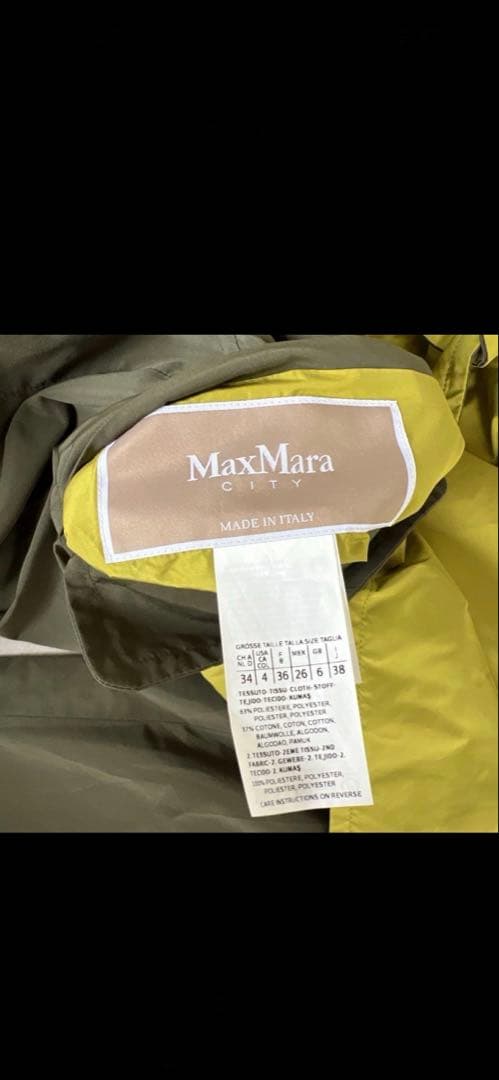 MaxMara
CITY
MADE IN ITALY
GRÖSSE TAILLE TALLA SIZE TAGLIA
CH A NL D USA CA COL F B MEX GB I J
34 4 36 26 6 38
TESSUTO-TISSU-CLOTH-STOFF-
TEJIDO-TECIDO-KUMAŞ
63% POLIESTERE, POLYESTER,
POLIESTER, POLYESTER
37% COTONE, COTON, COTTON,
BAUMWOLLE, ALGODON,
ALGODAO, PAMUK
2.TESSUTO-2EME TISSU-2ND
FABRIC-2. GEWEBE-2. TEJIDO-2.
TECIDO-2. KUMAŞ
100% POLIESTERE, POLYESTER,
POLIESTER, POLYESTER
CARE INSTRUCTIONS ON REVERSE